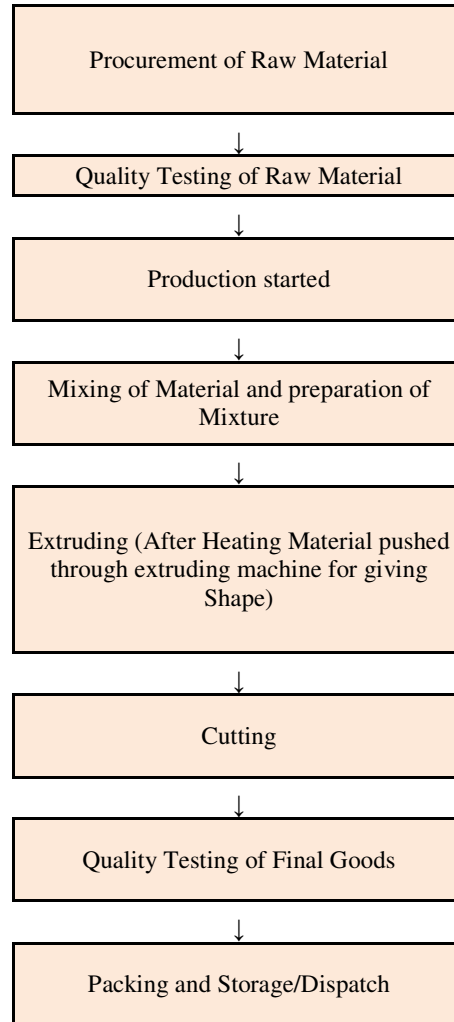 Procurement of Raw Material
↓
Quality Testing of Raw Material
↓
Production started
↓
Mixing of Material and preparation of
Mixture
↓
Extruding (After Heating Material pushed
through extruding machine for giving
Shape)
↓
Cutting
↓
Quality Testing of Final Goods
↓
Packing and Storage/Dispatch